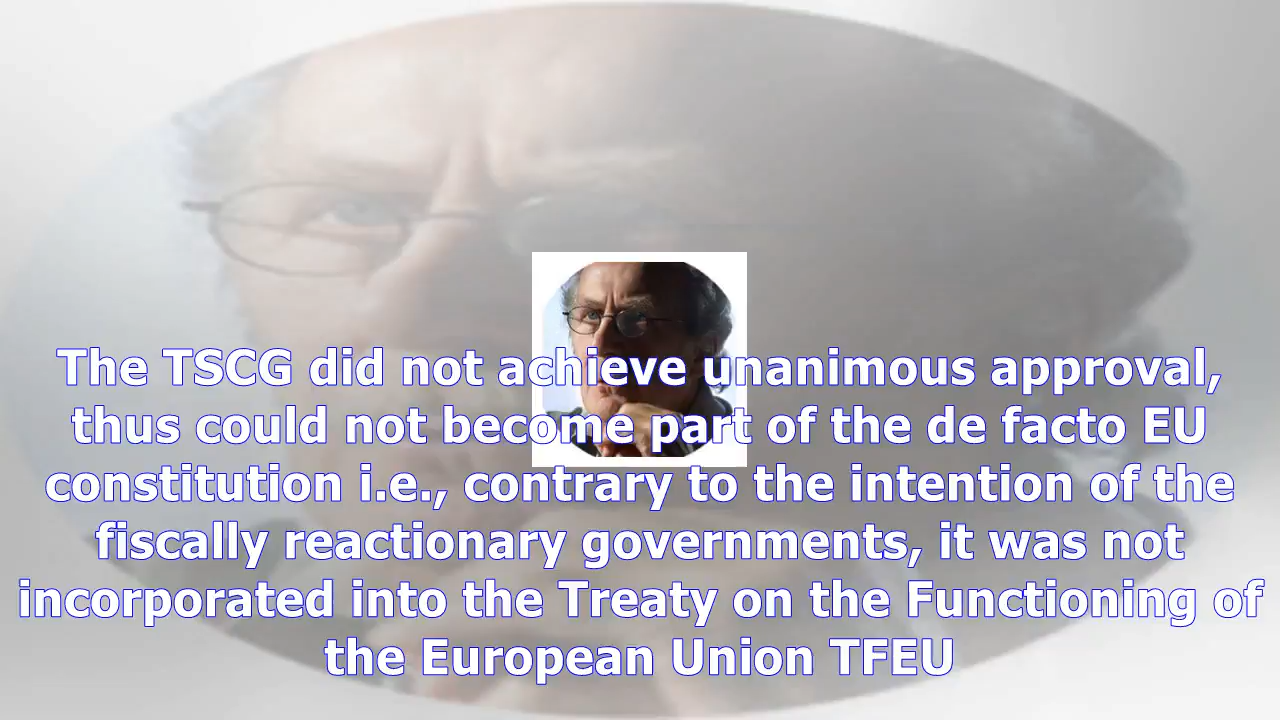 The TSCG did not achieve unanimous approval,
thus could not become part of the de facto EU
constitution i.e., contrary to the intention of the
fiscally reactionary governments, it was not
incorporated into the Treaty on the Functioning of
the European Union TFEU